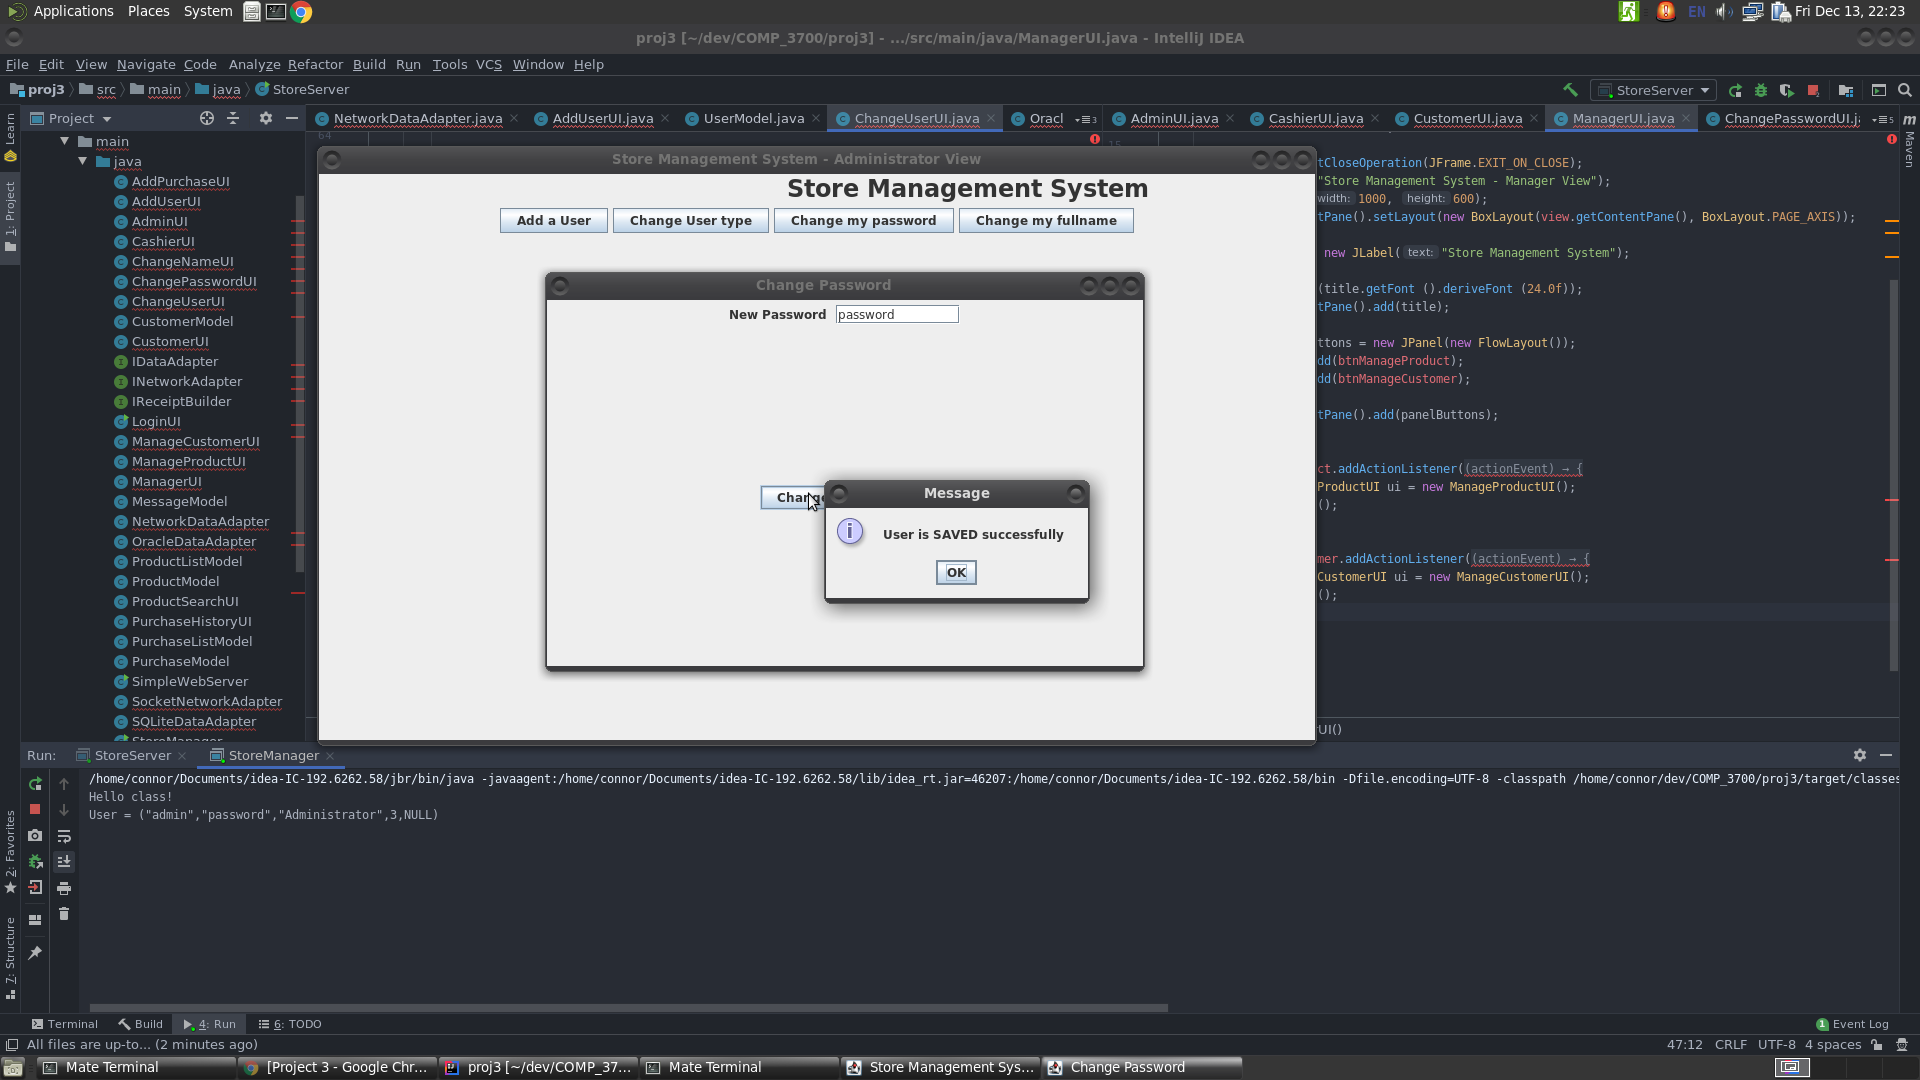 Applications Places System EN Fri Dec 13, 22:23
proj3 [~/dev/COMP_3700/proj3] - .../src/main/java/ManagerUI.java - IntelliJ IDEA
File Edit View Navigate Code Analyze Refactor Build Run Tools VCS Window Help
proj3 src main java StoreServer StoreServer
Learn
1: Project
Project
NetworkDataAdapter.java AddUserUI.java UserModel.java ChangeUserUI.java Oracl AdminUI.java CashierUI.java CustomerUI.java ManagerUI.java ChangePasswordUI.j
Maven
main
java
AddPurchaseUI
AddUserUI
AdminUI
CashierUI
ChangeNameUI
ChangePasswordUI
ChangeUserUI
CustomerModel
CustomerUI
IDataAdapter
INetworkAdapter
IReceiptBuilder
LoginUI
ManageCustomerUI
ManageProductUI
ManagerUI
MessageModel
NetworkDataAdapter
OracleDataAdapter
ProductListModel
ProductModel
ProductSearchUI
PurchaseHistoryUI
PurchaseListModel
PurchaseModel
SimpleWebServer
SocketNetworkAdapter
SQLiteDataAdapter
StoreManager
Store Management System - Administrator View
Store Management System
Add a User Change User type Change my password Change my fullname
Change Password
New Password password
Change
Message
User is SAVED successfully
OK
tCloseOperation(JFrame.EXIT_ON_CLOSE);
"Store Management System - Manager View");
width: 1000, height: 600);
tPane().setLayout(new BoxLayout(view.getContentPane(), BoxLayout.PAGE_AXIS));
new JLabel( text: "Store Management System");
(title.getFont ().deriveFont (24.0f));
tPane().add(title);
ttons = new JPanel(new FlowLayout());
dd(btnManageProduct);
dd(btnManageCustomer);
tPane().add(panelButtons);
ct.addActionListener((actionEvent) → {
ProductUI ui = new ManageProductUI();
();
mer.addActionListener((actionEvent) → {
CustomerUI ui = new ManageCustomerUI();
();
UI()
Run: StoreServer StoreManager
/home/connor/Documents/idea-IC-192.6262.58/jbr/bin/java -javaagent:/home/connor/Documents/idea-IC-192.6262.58/lib/idea_rt.jar=46207:/home/connor/Documents/idea-IC-192.6262.58/bin -Dfile.encoding=UTF-8 -classpath /home/connor/dev/COMP_3700/proj3/target/classes
Hello class!
User = ("admin","password","Administrator",3,NULL)
2: Favorites
7: Structure
Terminal Build 4: Run 6: TODO 1 Event Log
All files are up-to... (2 minutes ago) 47:12 CRLF UTF-8 4 spaces
Mate Terminal [Project 3 - Google Chr... proj3 [~/dev/COMP_37... Mate Terminal Store Management Sys... Change Password